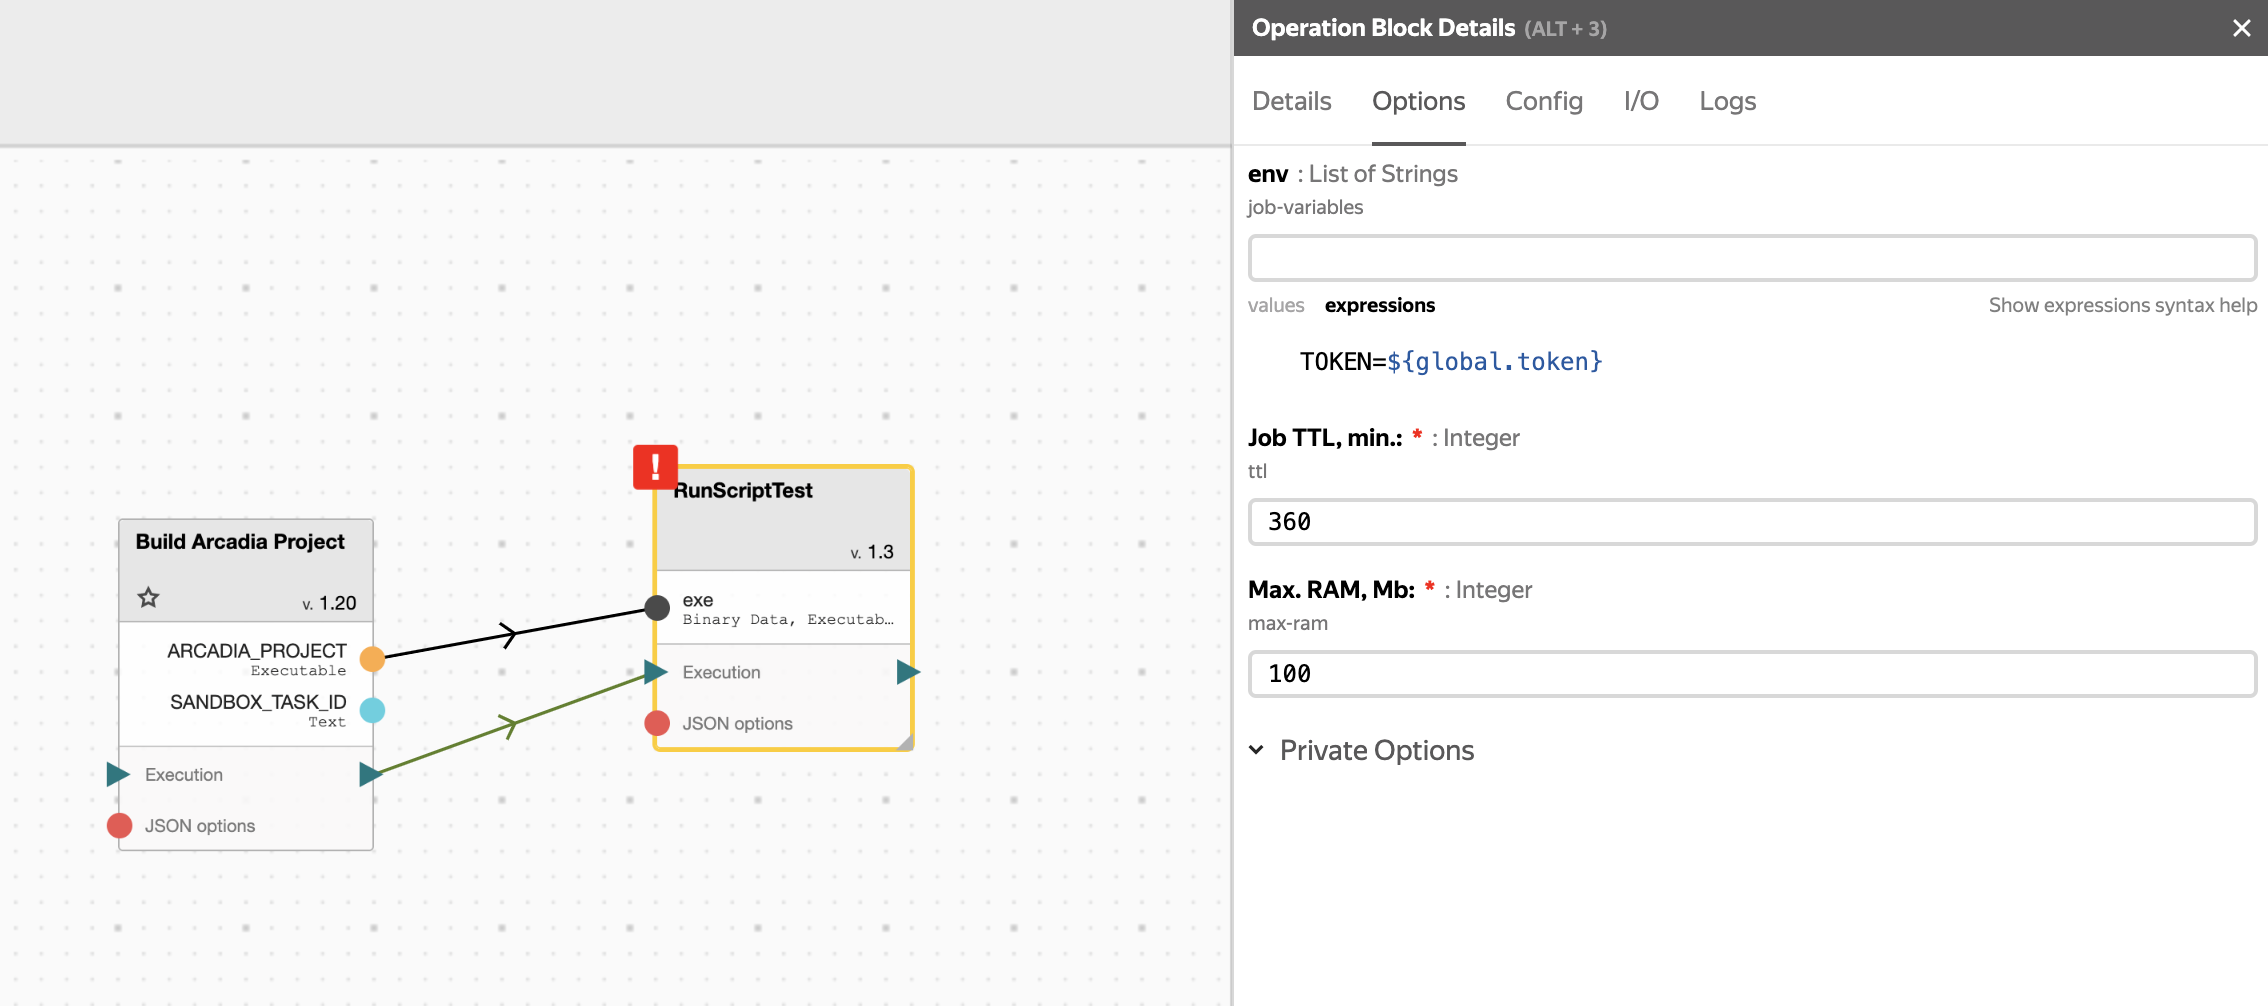 Operation Block Details (ALT + 3)
Details Options Config I/O Logs
env : List of Strings
job-variables
values expressions Show expressions syntax help
TOKEN=${global.token}
Job TTL, min.: * : Integer
ttl
360
Max. RAM, Mb: * : Integer
max-ram
100
Private Options
Build Arcadia Project
v. 1.20
ARCADIA_PROJECT
Executable
SANDBOX_TASK_ID
Text
Execution
JSON options
!
RunScriptTest
v. 1.3
exe
Binary Data, Executab…
Execution
JSON options